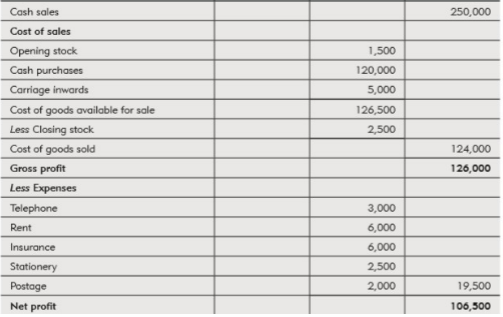 Cash sales 250,000
Cost of sales
Opening stock 1,500
Cash purchases 120,000
Carriage inwards 5,000
Cost of goods available for sale 126,500
Less Closing stock 2,500
Cost of goods sold 124,000
Gross profit 126,000
Less Expenses
Telephone 3,000
Rent 6,000
Insurance 6,000
Stationery 2,500
Postage 2,000 19,500
Net profit 106,500